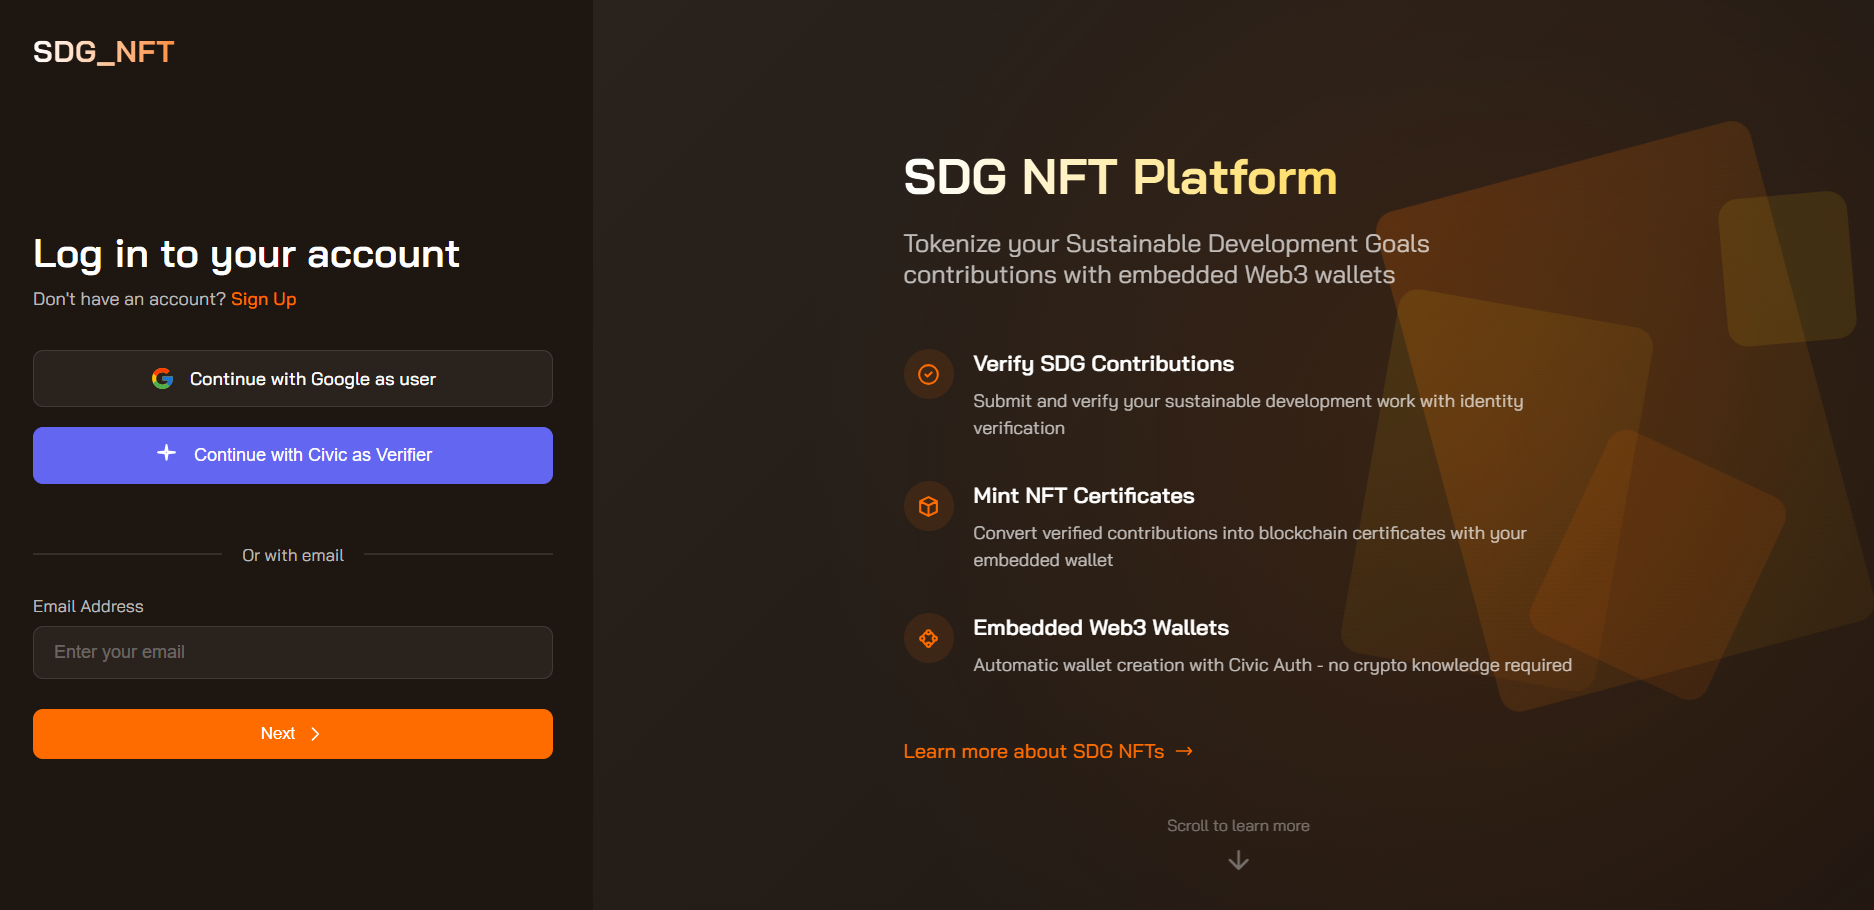 SDG_NFT
Log in to your account
Don't have an account? Sign Up
Continue with Google as user
Continue with Civic as Verifier
Or with email
Email Address
Enter your email
Next
SDG NFT Platform
Tokenize your Sustainable Development Goals
contributions with embedded Web3 wallets
Verify SDG Contributions
Submit and verify your sustainable development work with identity
verification
Mint NFT Certificates
Convert verified contributions into blockchain certificates with your
embedded wallet
Embedded Web3 Wallets
Automatic wallet creation with Civic Auth - no crypto knowledge required
Learn more about SDG NFTs →
Scroll to learn more